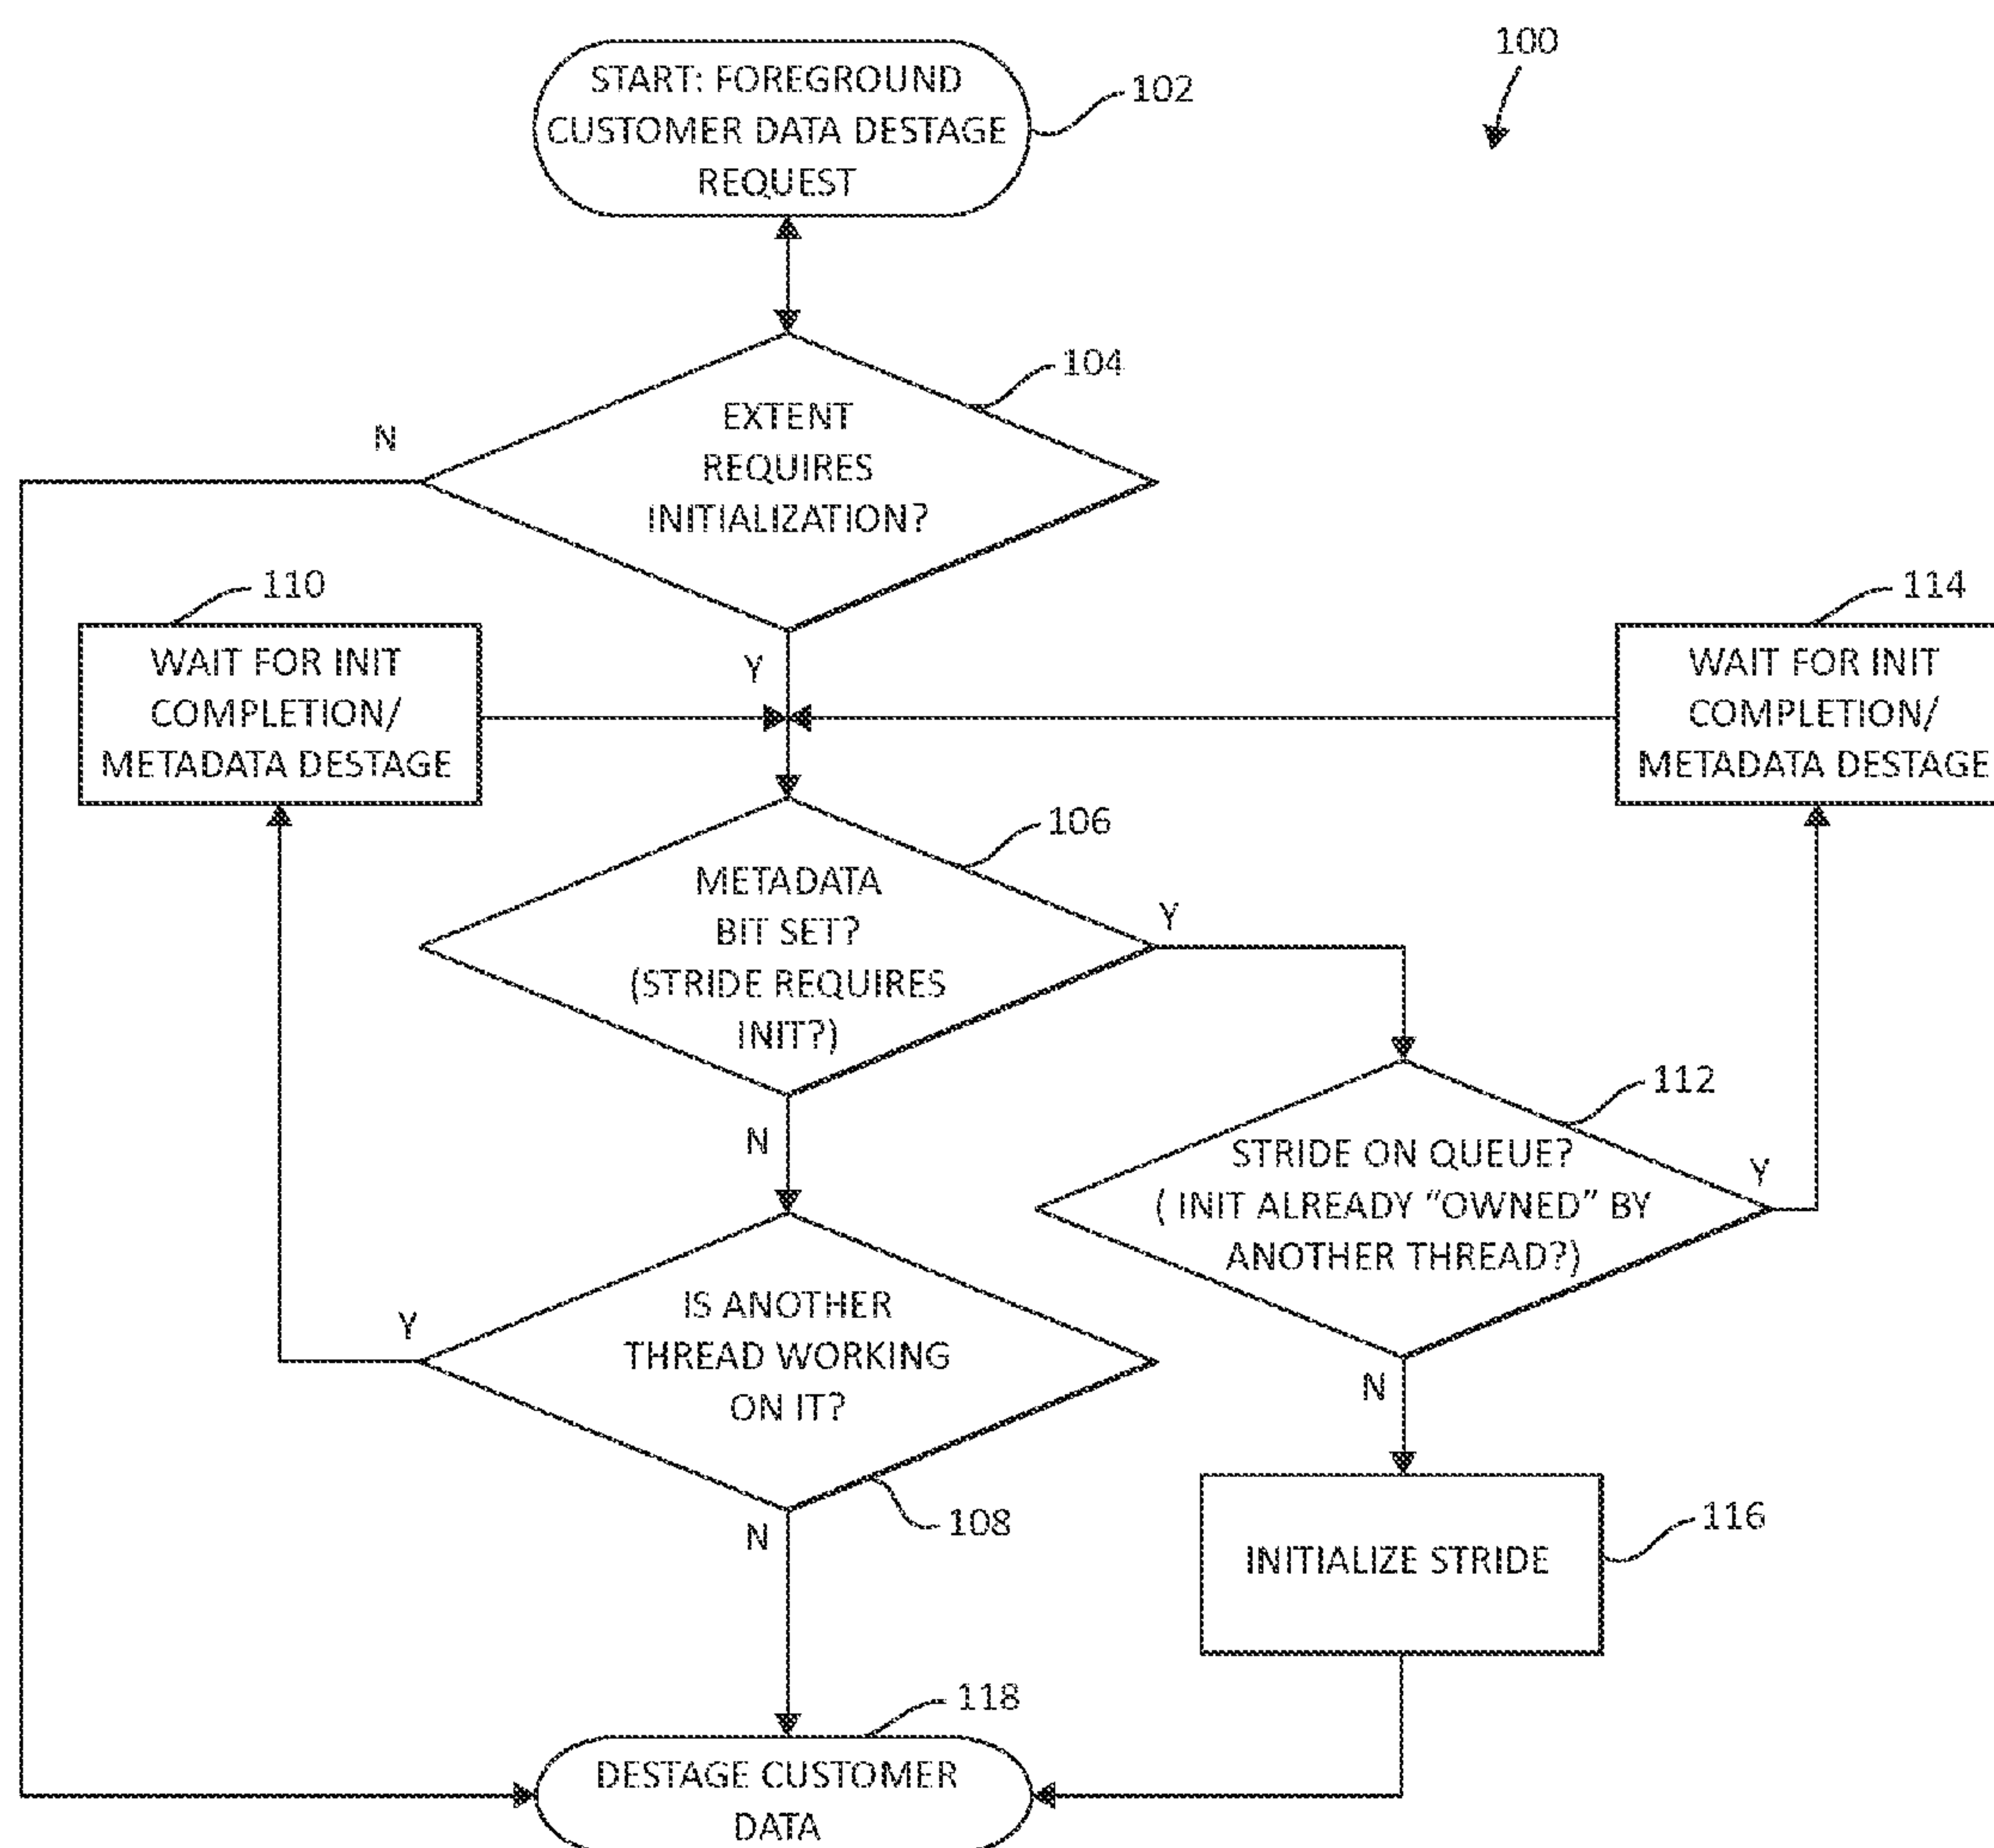 100
START: FOREGROUND
CUSTOMER DATA DESTAGE
REQUEST
102
104
EXTENT
REQUIRES
INITIALIZATION?
N
Y
110
WAIT FOR INIT
COMPLETION/
METADATA DESTAGE
114
WAIT FOR INIT
COMPLETION/
METADATA DESTAGE
106
METADATA
BIT SET?
(STRIDE REQUIRES
INIT?)
Y
N
112
STRIDE ON QUEUE?
( INIT ALREADY “OWNED” BY
ANOTHER THREAD?)
Y
N
IS ANOTHER
THREAD WORKING
ON IT?
Y
N
108
INITIALIZE STRIDE
116
118
DESTAGE CUSTOMER
DATA